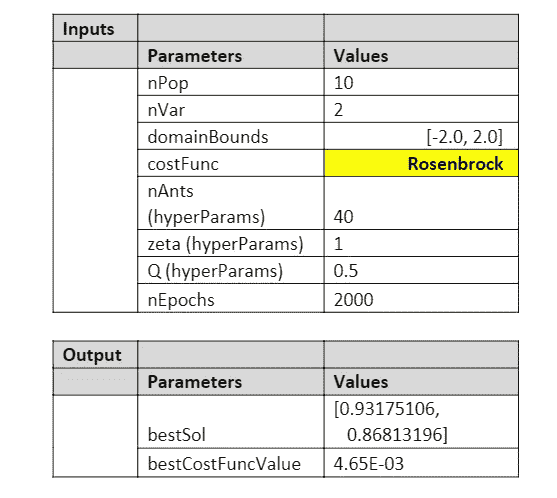 Inputs
Parameters Values
nPop 10
nVar 2
domainBounds [-2.0, 2.0]
costFunc Rosenbrock
nAnts
(hyperParams) 40
zeta (hyperParams) 1
Q (hyperParams) 0.5
nEpochs 2000
Output
Parameters Values
[0.93175106,
bestSol 0.86813196]
bestCostFuncValue 4.65E-03